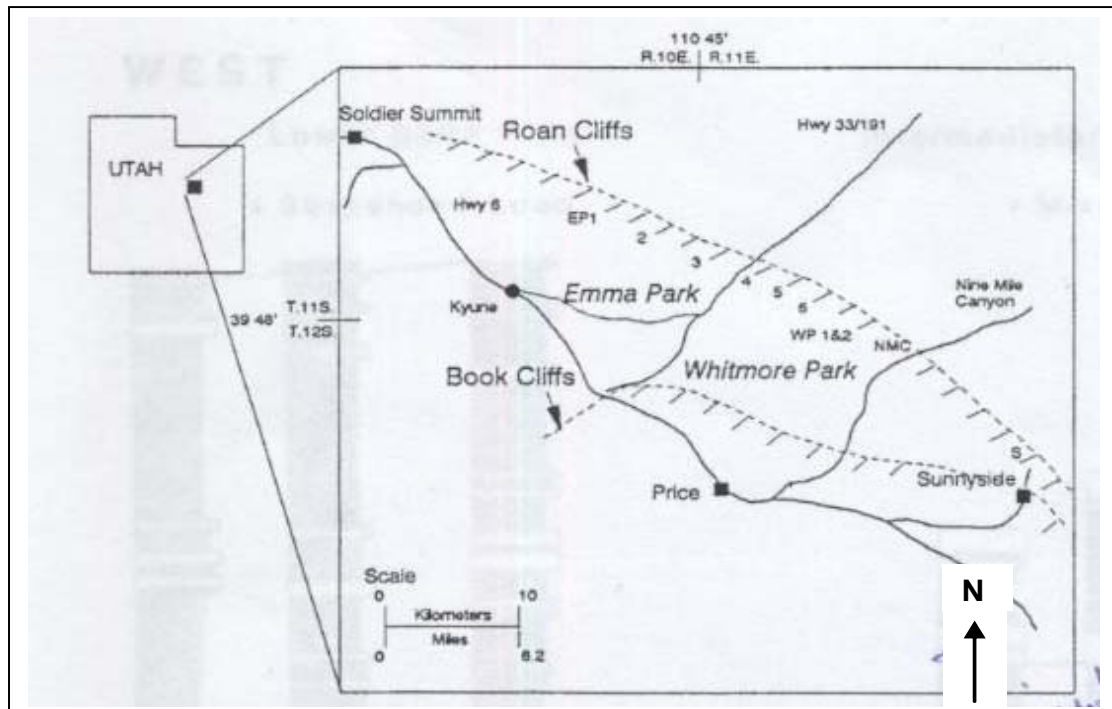 110 45'
R.10E. R.11E.
Soldier Summit
Roan Cliffs
Hwy 33/191
UTAH
Hwy 6
EP1
2
3
4
5
6
Emma Park
Nine Mile
Canyon
Kyune
39 48'
T.11S.
T.12S.
WP 1&2
NMC
Whitmore Park
Book Cliffs
S
Sunnyside
Price
Scale
0
10
Kilometers
Miles
0
6.2
N
WEST